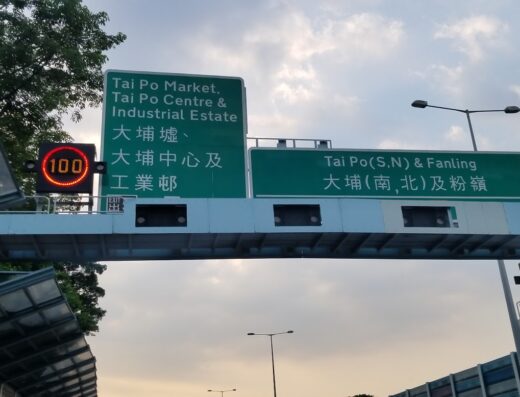 100
Tai Po Market,
Tai Po Centre &
Industrial Estate
大埔墟、
大埔中心及
工業邨
Tai Po(S,N) & Fanling
大埔(南,北)及粉嶺